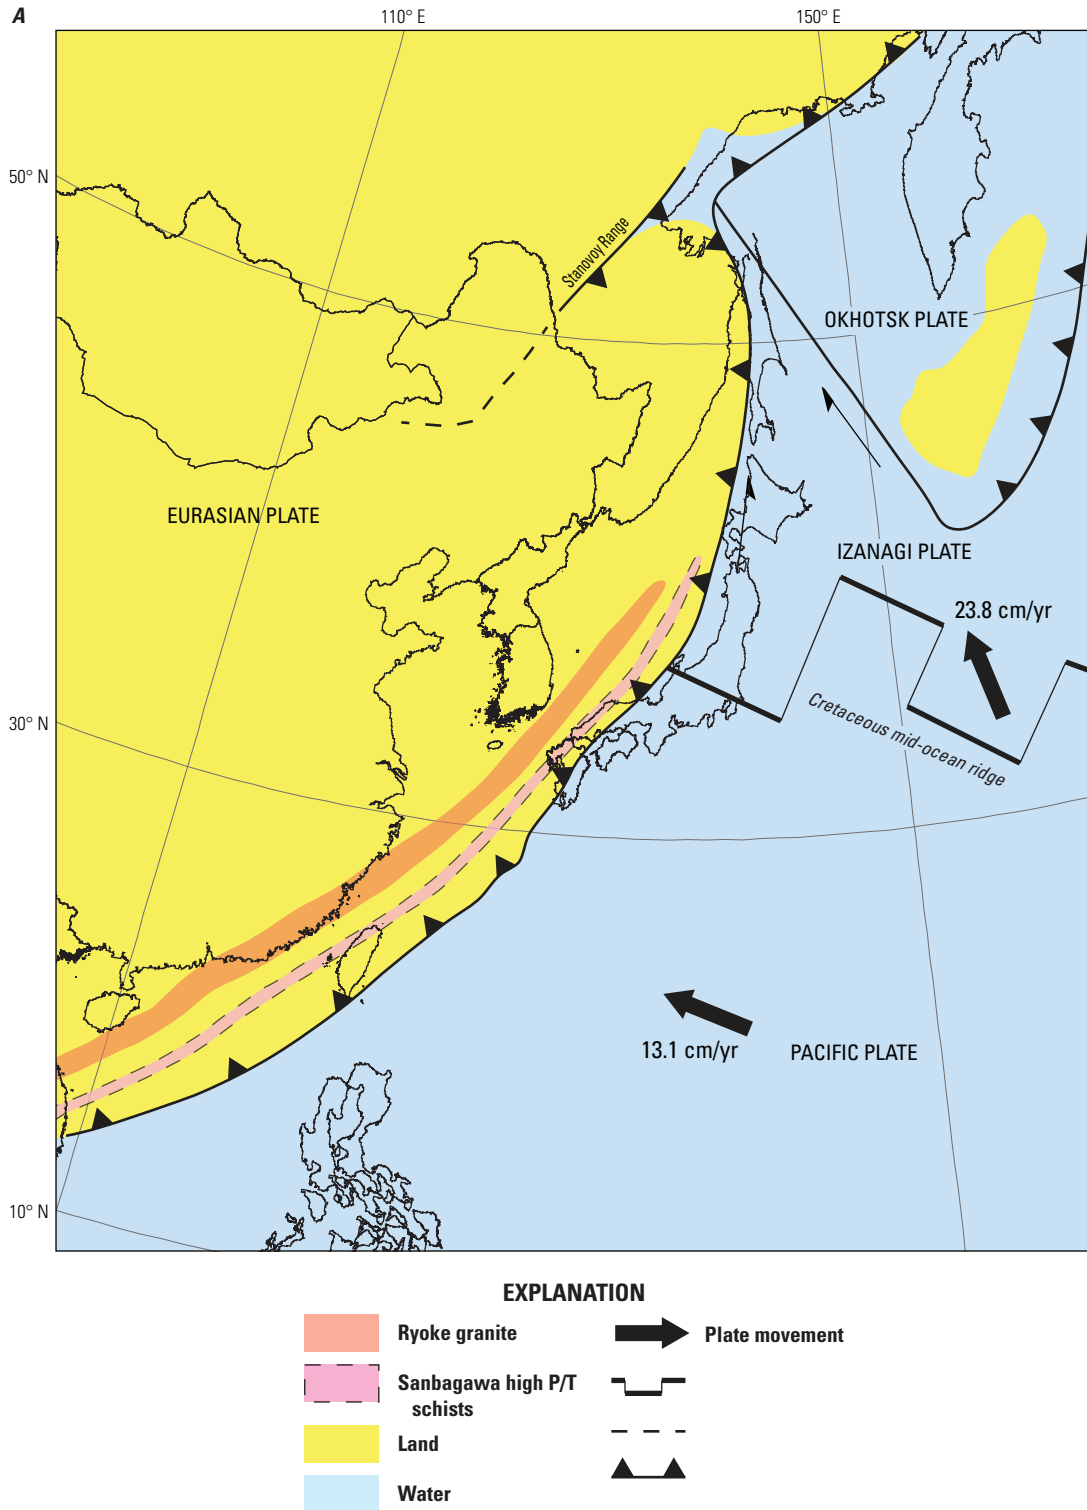 A
110° E
150° E
50° N
Stanovoy Range
OKHOTSK PLATE
EURASIAN PLATE
IZANAGI PLATE
23.8 cm/yr
Cretaceous mid-ocean ridge
30° N
13.1 cm/yr
PACIFIC PLATE
10° N
EXPLANATION
Ryoke granite
Sanbagawa high P/T
schists
Land
Water
Plate movement